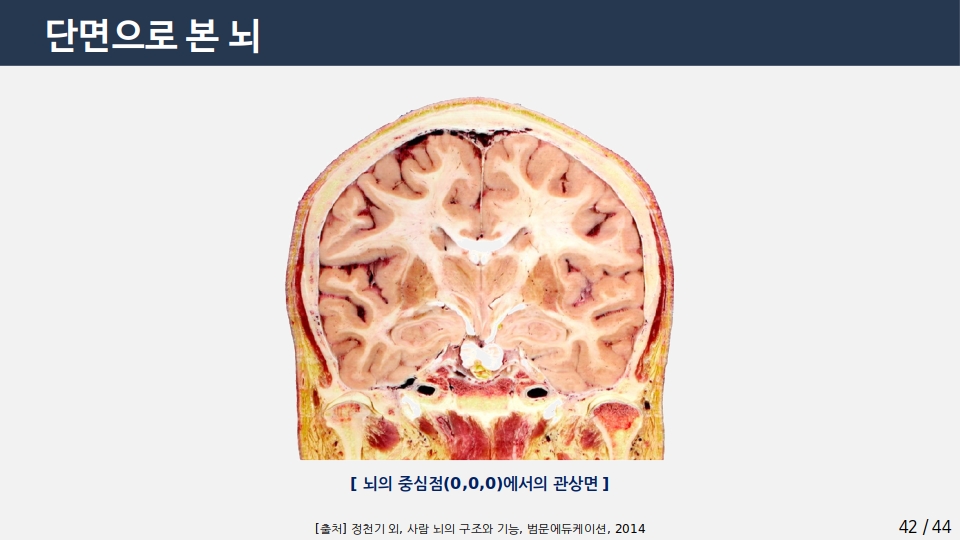 단면으로 본 뇌
[ 뇌의 중심점(0,0,0)에서의 관상면 ]
[출처] 정천기 외, 사람 뇌의 구조와 기능, 범문에듀케이션, 2014
42 / 44